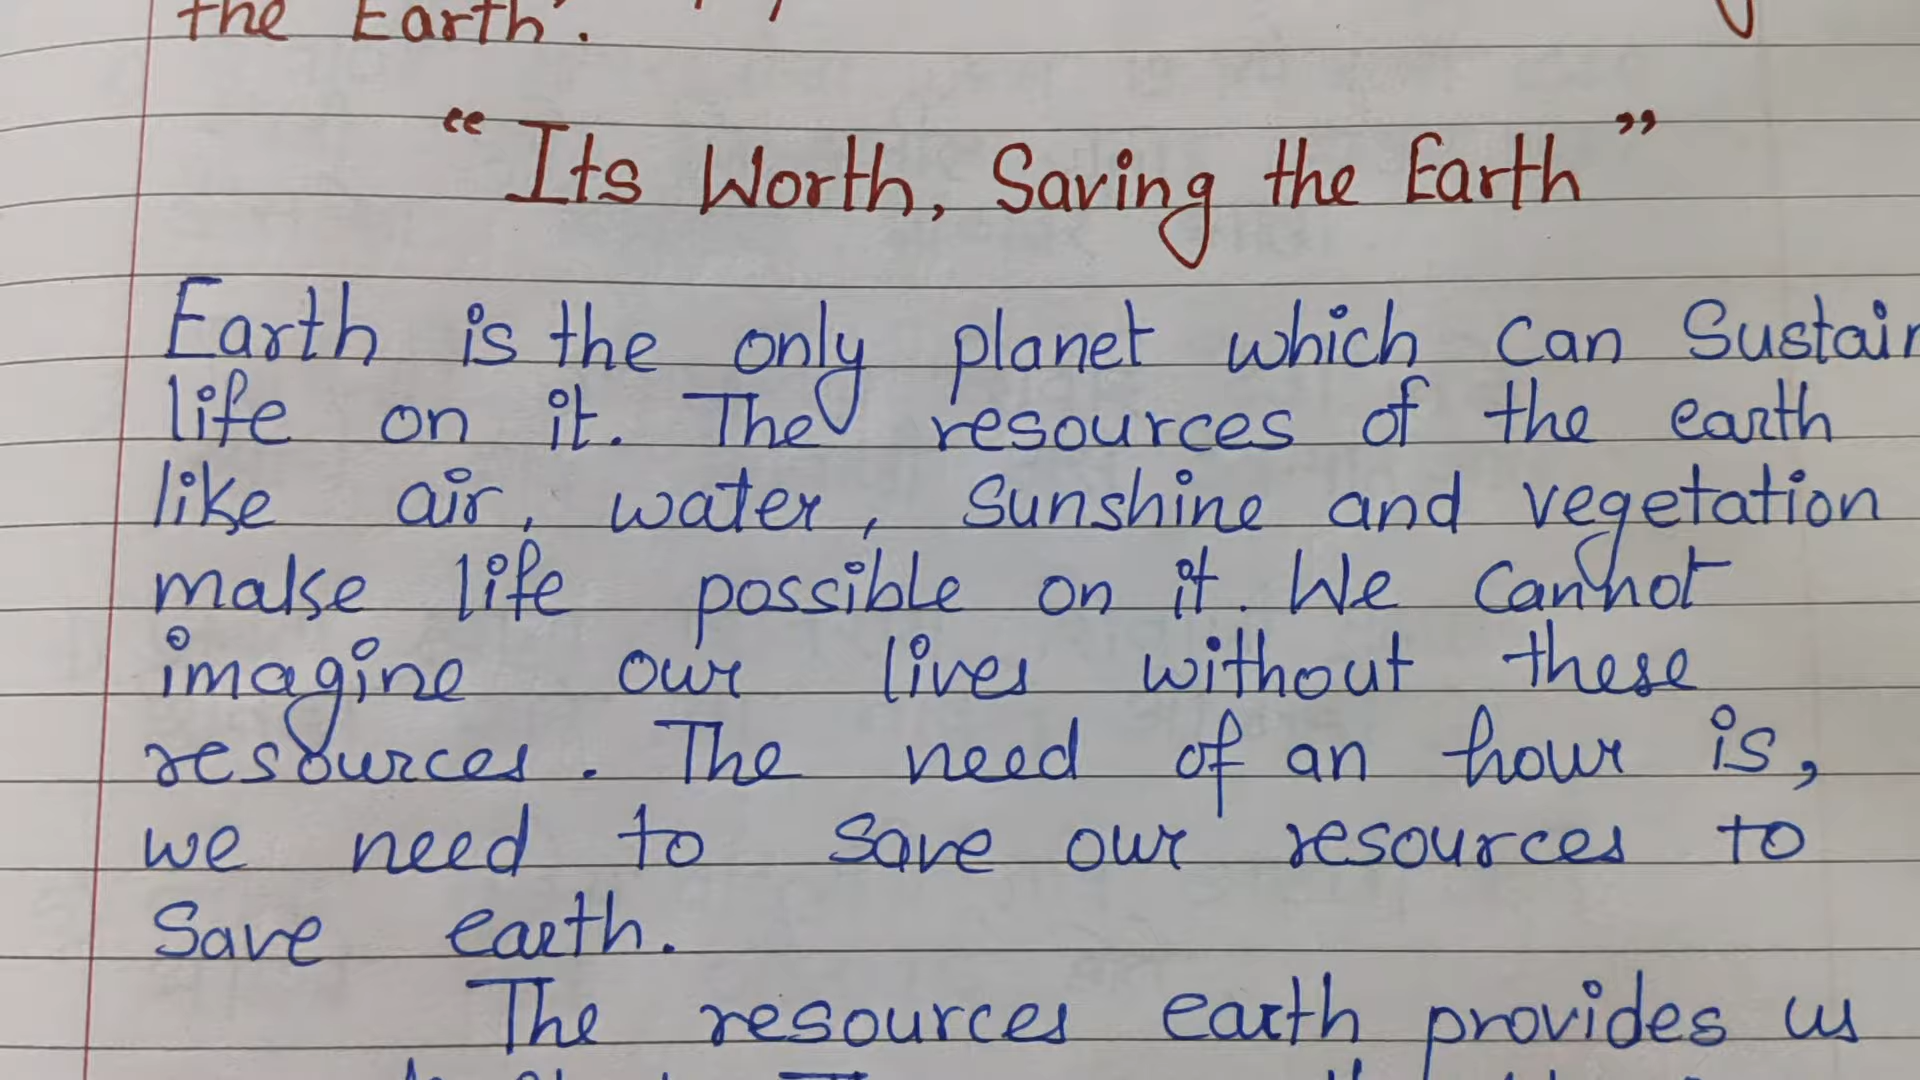 the Earth'.
"Its Worth, Saving the Earth"
Earth is the only planet which can Sustain
life on it. The resources of the earth
like air, water, sunshine and vegetation
make life possible on it. We cannot
imagine our lives without these
resources. The need of an hour is,
we need to save our resources to
Save earth.
The resources earth provides us